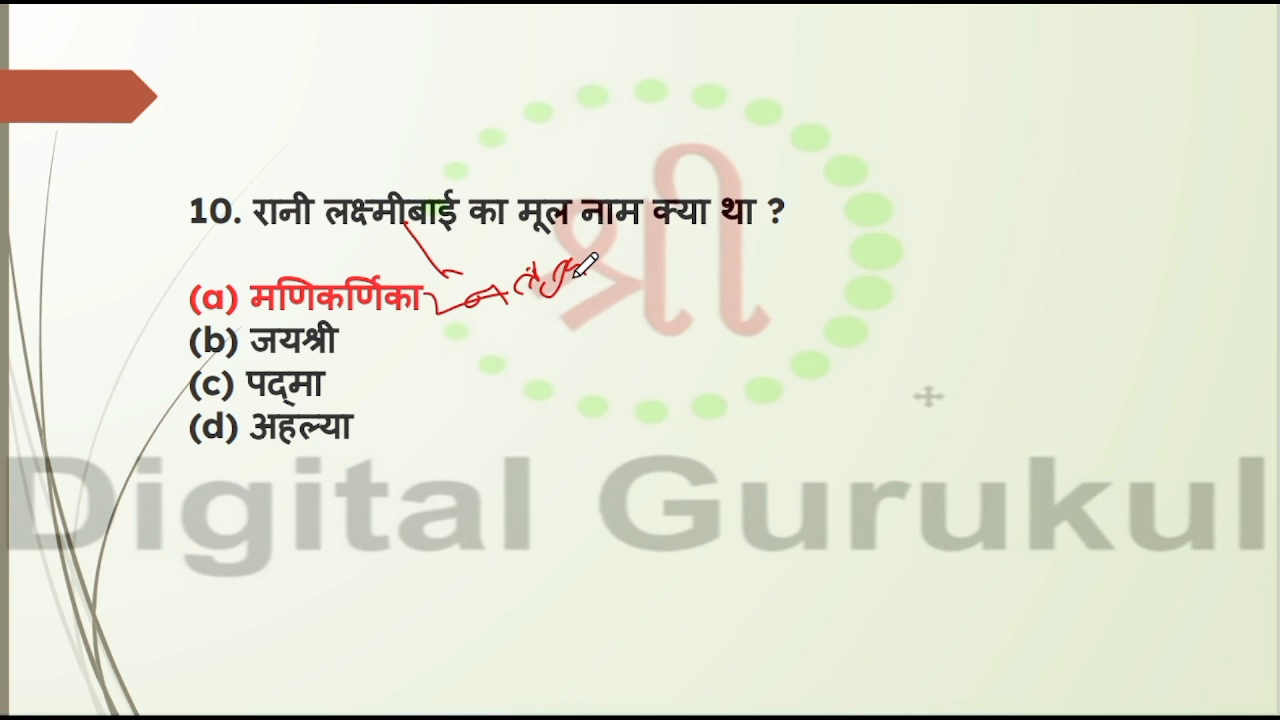 श्री
10. रानी लक्ष्मीबाई का मूल नाम क्या था ?
(a) मणिकर्णिका
(b) जयश्री
(c) पद्मा
(d) अहल्या
Digital Gurukul